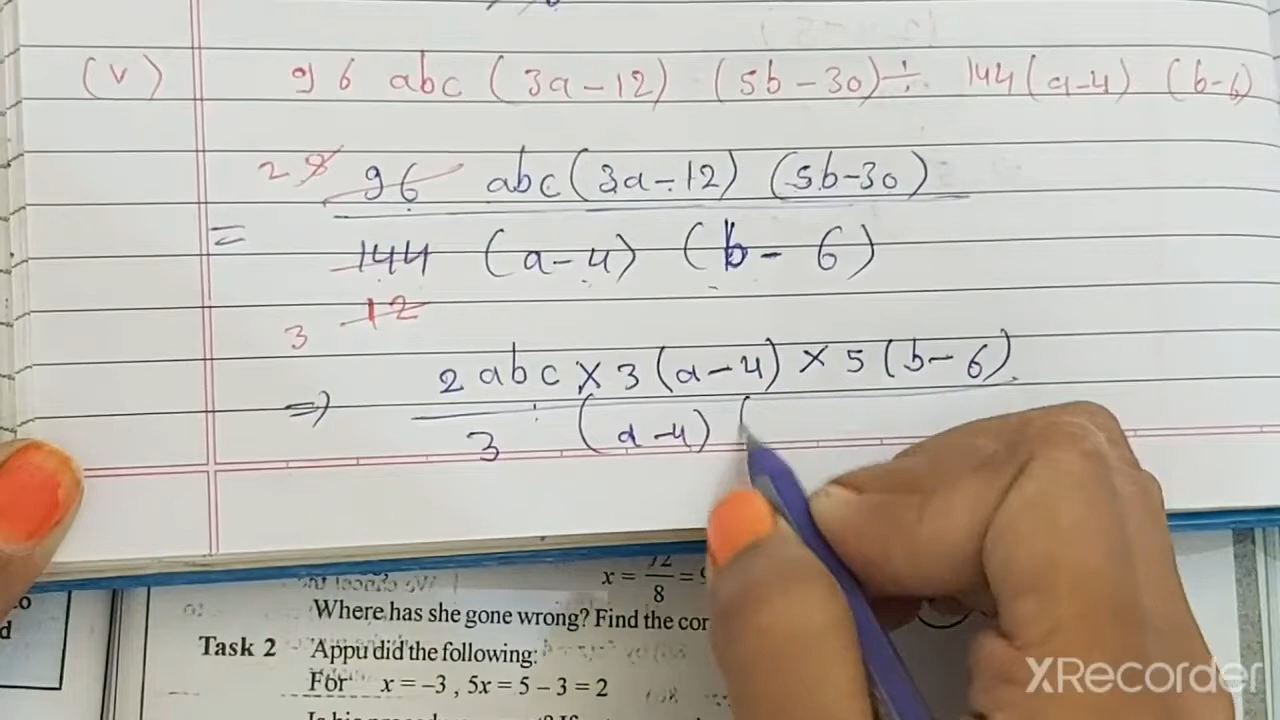 (v) 96 abc (3a-12) (5b-30) ÷ 144 (a-4) (b-6)
2 8 96 abc (3a-12) (5b-30)
=
144 (a-4) (b-6)
12
3
2abc × 3 (a-4) × 5 (b-6)
⇒
3 (a-4) (
x = 12/8 =
Where has she gone wrong? Find the cor
Task 2 Appu did the following:
For x = –3 , 5x = 5 – 3 = 2
XRecorder